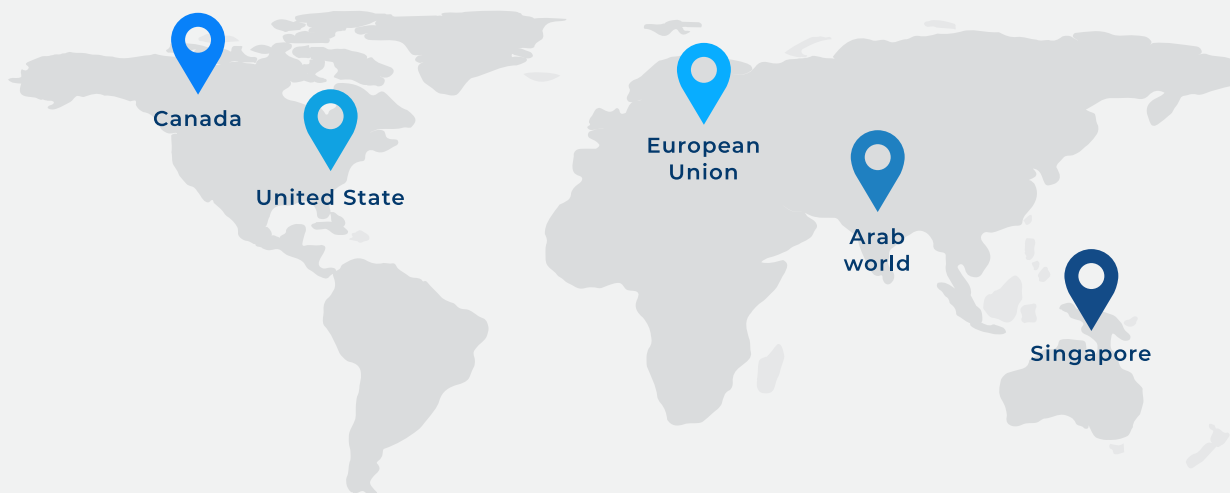 Canada
United State
European
Union
Arab
world
Singapore